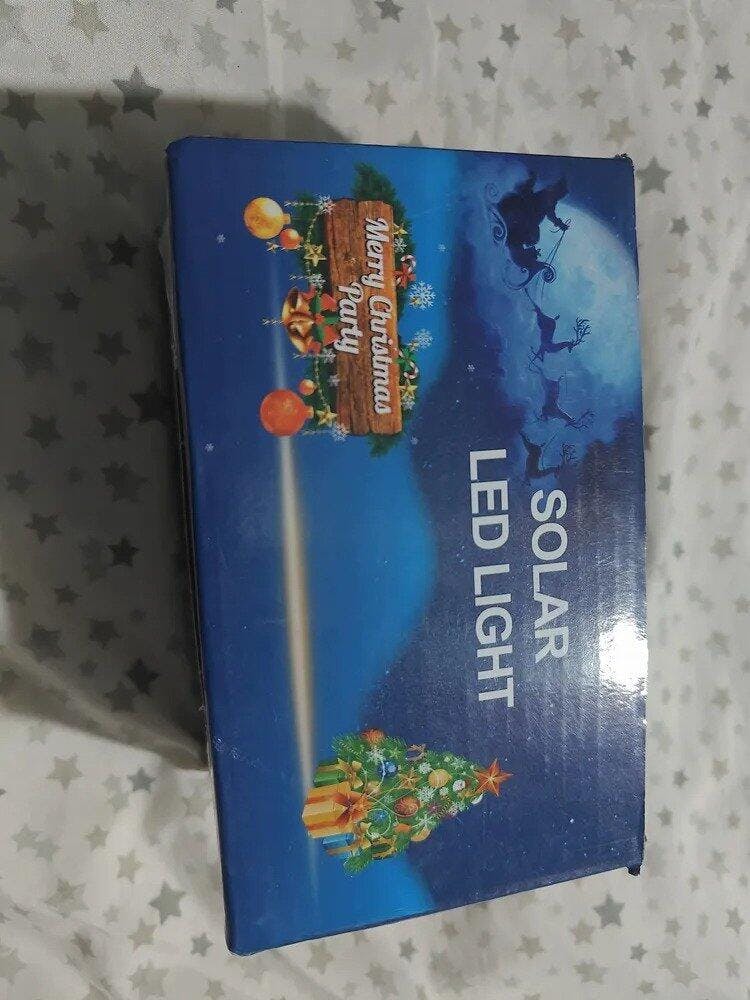 Merry Christmas
Party
SOLAR
LED LIGHT